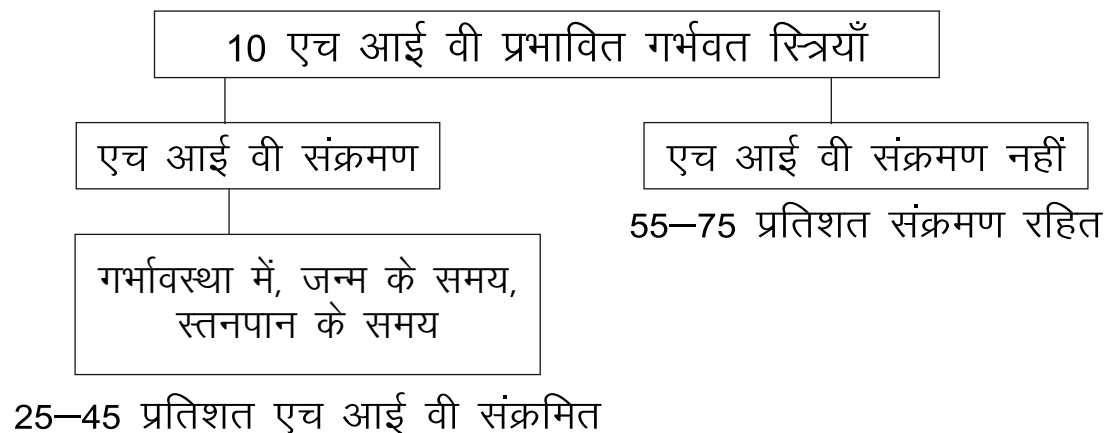 10 एच आई वी प्रभावित गर्भवत स्त्रियाँ
एच आई वी संक्रमण
एच आई वी संक्रमण नहीं
55–75 प्रतिशत संक्रमण रहित
गर्भावस्था में, जन्म के समय,
स्तनपान के समय
25–45 प्रतिशत एच आई वी संक्रमित